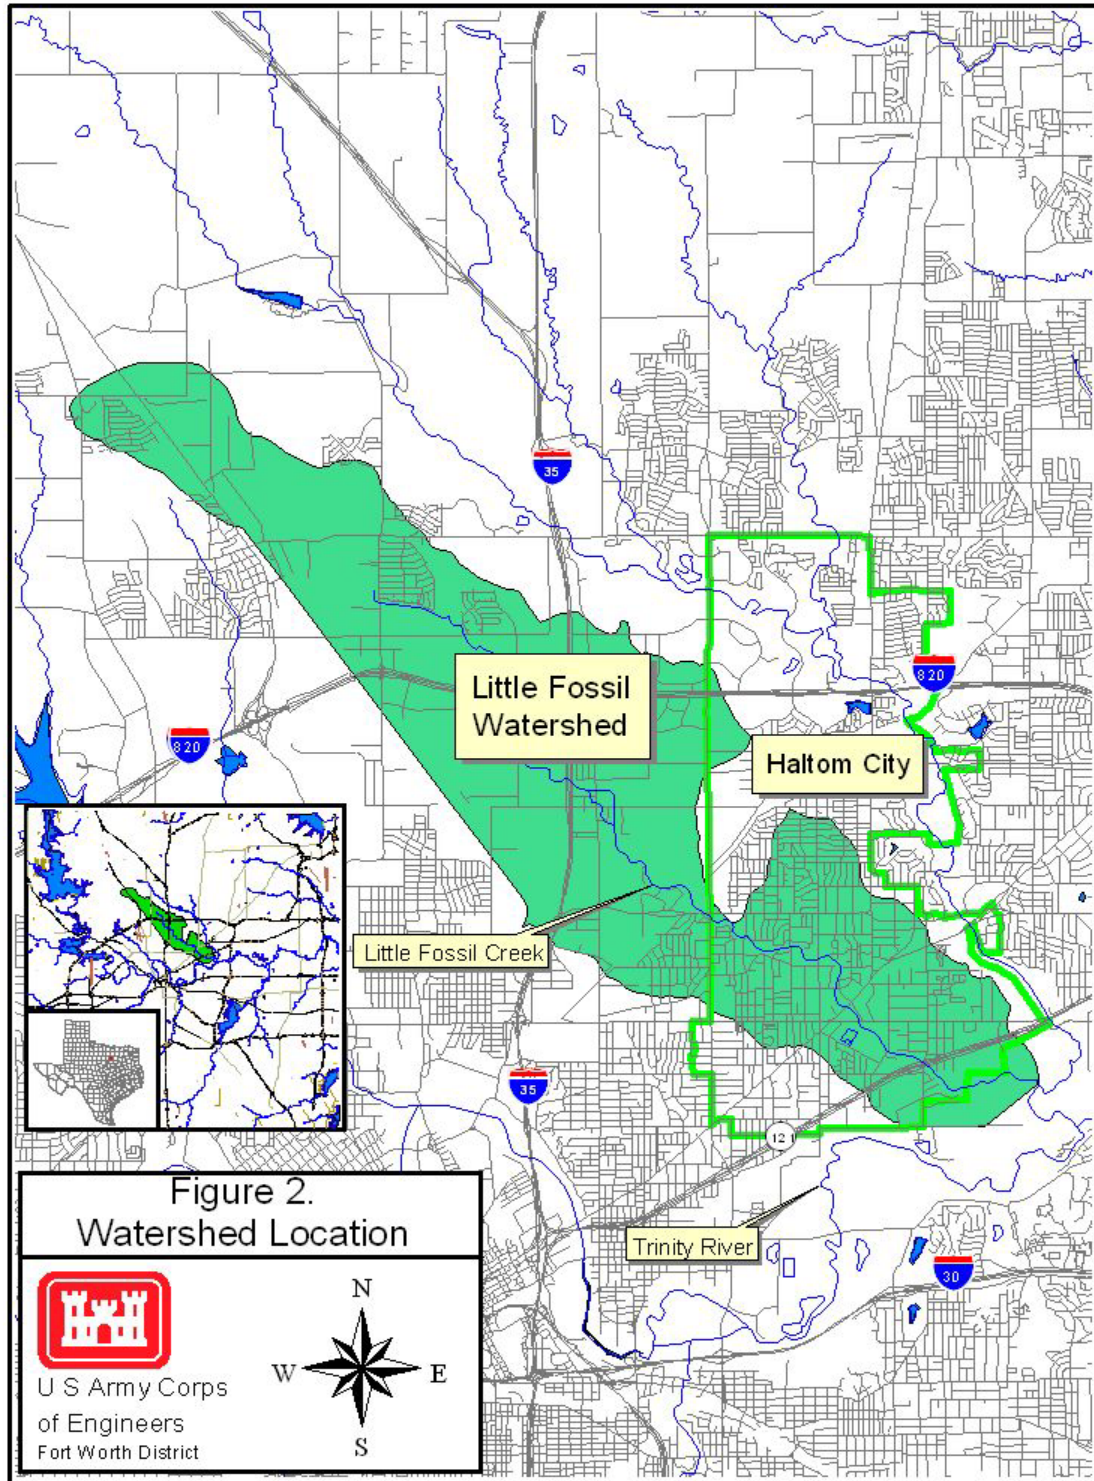 35
820
Little Fossil
Watershed
820
Haltom City
Little Fossil Creek
35
121
Trinity River
30
Figure 2.
Watershed Location
N
W
E
S
U S Army Corps
of Engineers
Fort Worth District